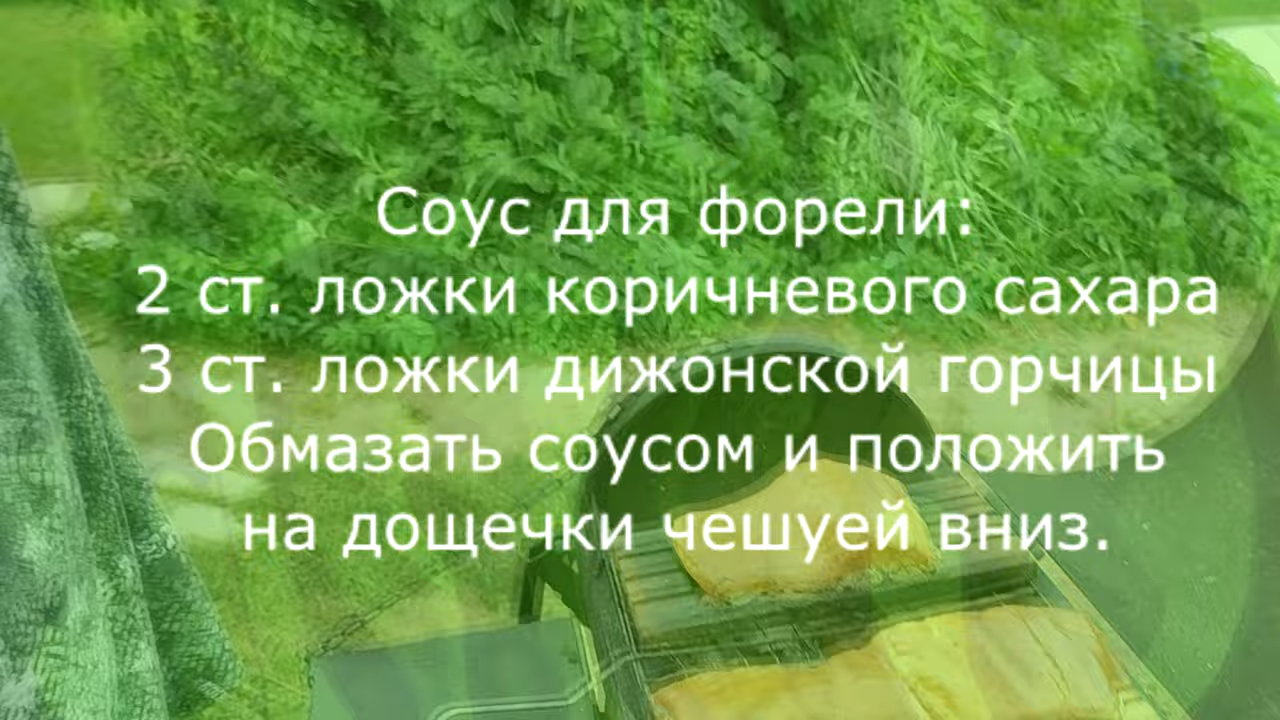 Соус для форели:
2 ст. ложки коричневого сахара
3 ст. ложки дижонской горчицы
Обмазать соусом и положить
на дощечки чешуей вниз.